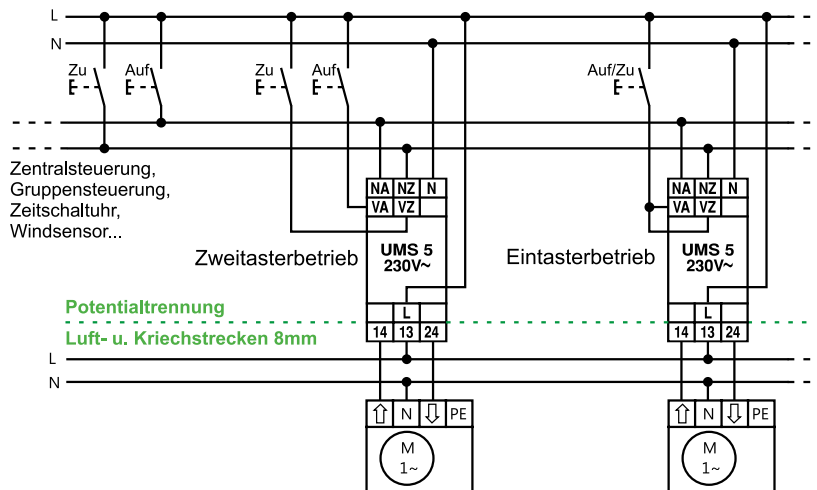 L
N
Zu Auf Zu Auf Auf/Zu
Zentralsteuerung,
Gruppensteuerung,
Zeitschaltuhr,
Windsensor...
NA NZ N
VA VZ
UMS 5
230V~
Zweitasterbetrieb
L
14 13 24
NA NZ N
VA VZ
UMS 5
230V~
Eintasterbetrieb
L
14 13 24
Potentialtrennung
Luft- u. Kriechstrecken 8mm
L
N
⇧ N ⇩ PE
M
1~
⇧ N ⇩ PE
M
1~